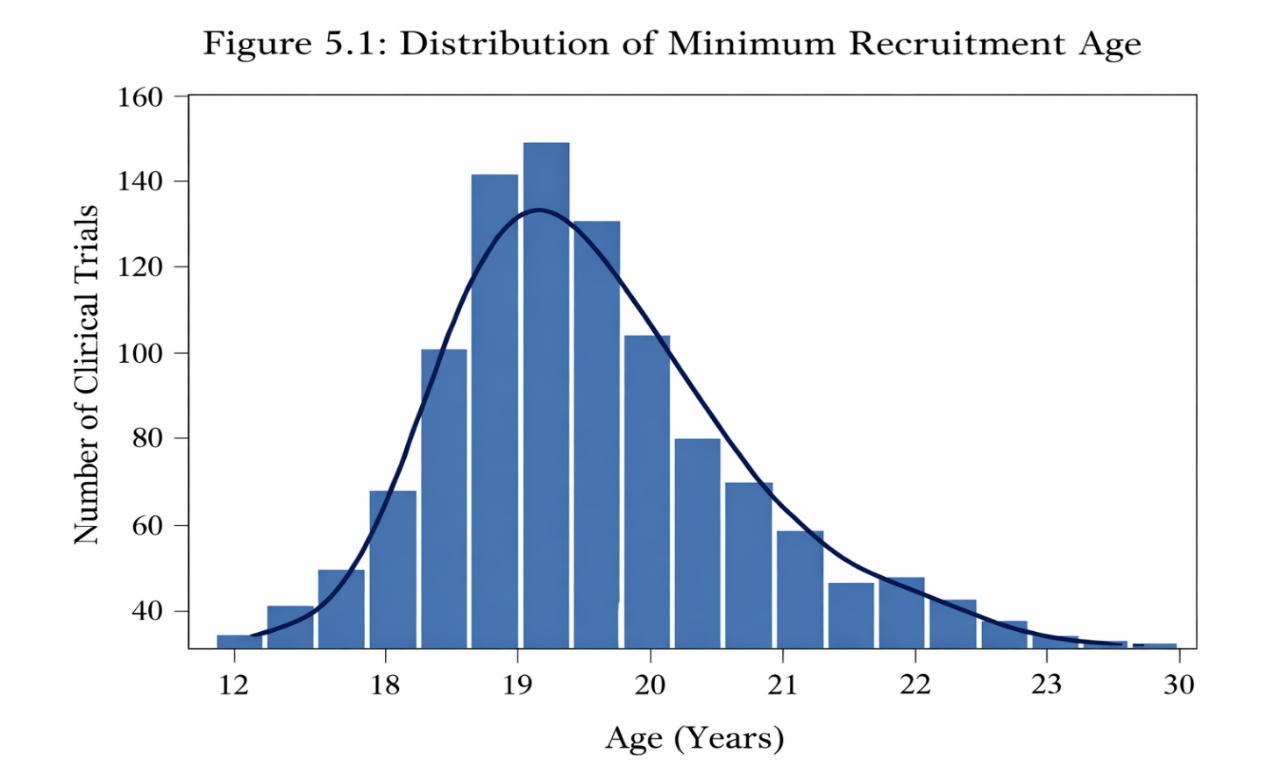 Figure 5.1: Distribution of Minimum Recruitment Age
160
140
120
100
80
60
40
Number of Clirical Trials
12 18 19 20 21 22 23 30
Age (Years)